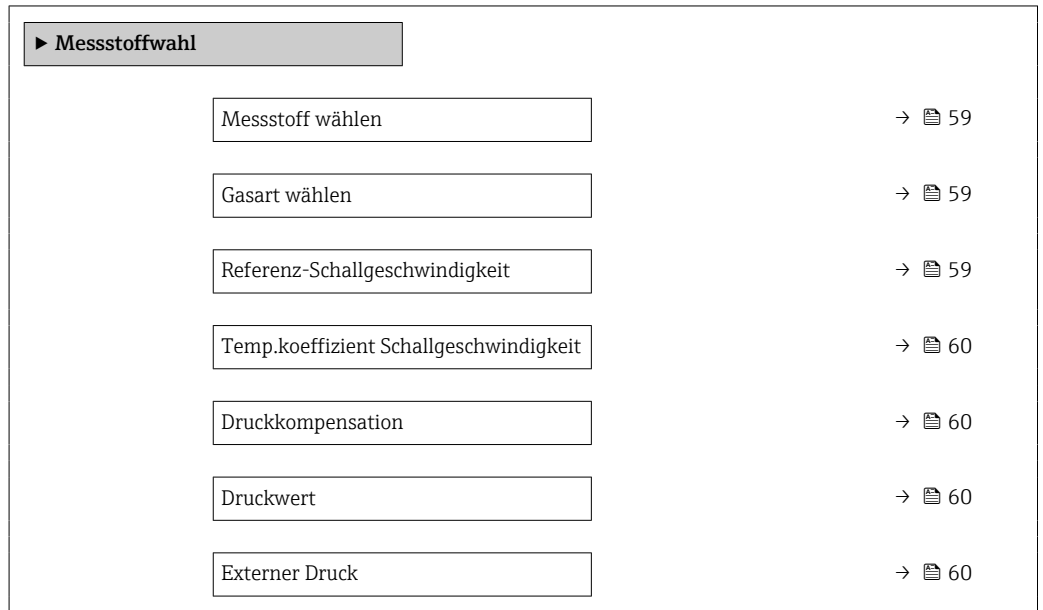 ► Messstoffwahl
Messstoff wählen → 59
Gasart wählen → 59
Referenz-Schallgeschwindigkeit → 59
Temp.koeffizient Schallgeschwindigkeit → 60
Druckkompensation → 60
Druckwert → 60
Externer Druck → 60